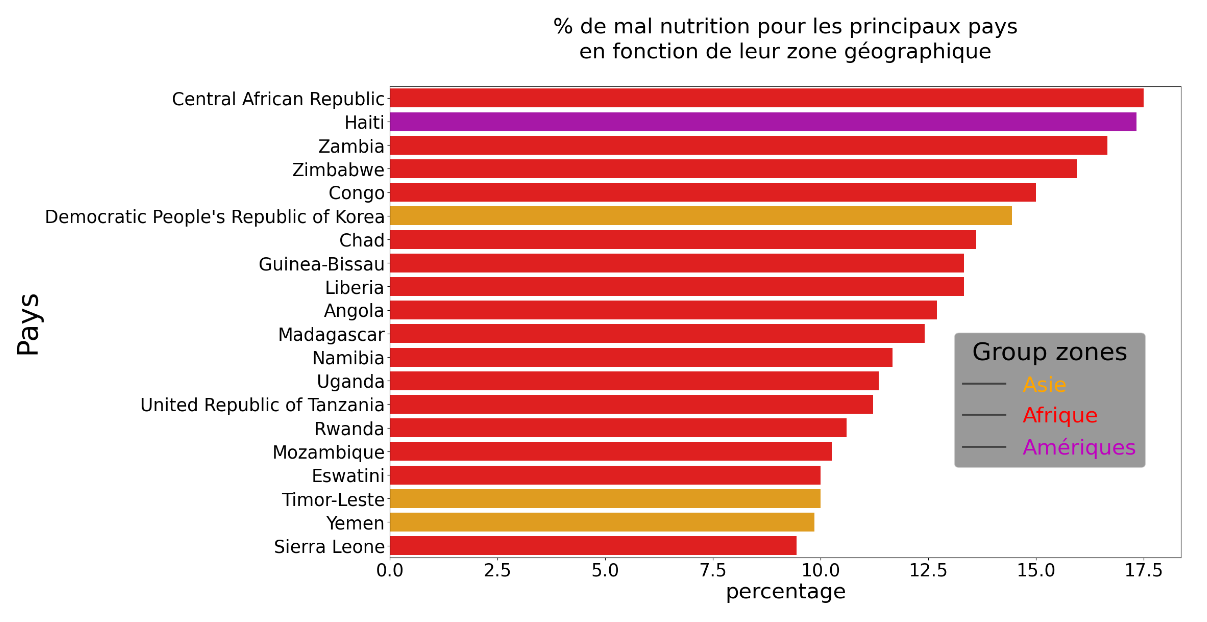 % de mal nutrition pour les principaux pays
en fonction de leur zone géographique
Pays
Central African Republic
Haiti
Zambia
Zimbabwe
Congo
Democratic People's Republic of Korea
Chad
Guinea-Bissau
Liberia
Angola
Madagascar
Namibia
Uganda
United Republic of Tanzania
Rwanda
Mozambique
Eswatini
Timor-Leste
Yemen
Sierra Leone
Group zones
Asie
Afrique
Amériques
0.0 2.5 5.0 7.5 10.0 12.5 15.0 17.5
percentage